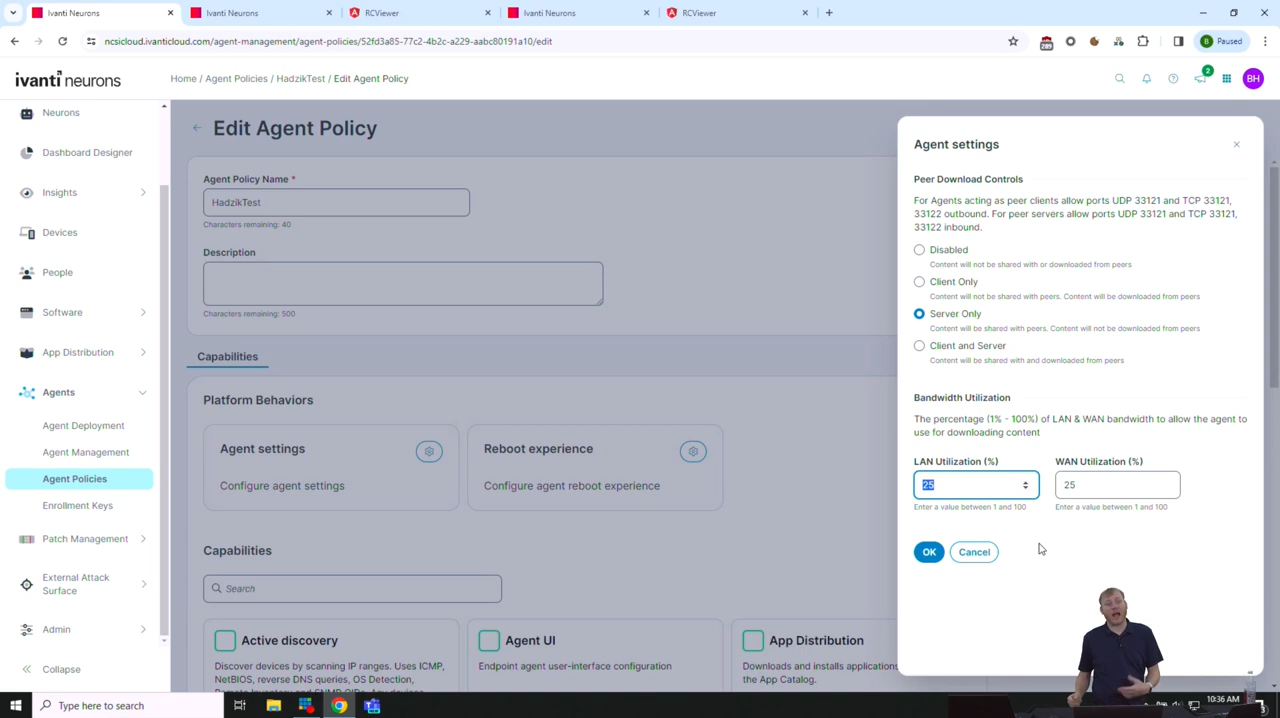 Ivanti Neurons
Ivanti Neurons
RCViewer
Ivanti Neurons
RCViewer
ncsicloud.ivanticloud.com/agent-management/agent-policies/52fd3a85-77c2-4b2c-a229-aabc80191a10/edit
209
B Paused
ivanti neurons
Home / Agent Policies / HadzikTest / Edit Agent Policy
2
BH
Neurons
Dashboard Designer
Insights
Devices
People
Software
App Distribution
Agents
Agent Deployment
Agent Management
Agent Policies
Enrollment Keys
Patch Management
External Attack
Surface
Admin
Collapse
Edit Agent Policy
Agent Policy Name *
HadzikTest
Characters remaining: 40
Description
Characters remaining: 500
Capabilities
Platform Behaviors
Agent settings
Configure agent settings
Reboot experience
Configure agent reboot experience
Capabilities
Search
Active discovery
Discover devices by scanning IP ranges. Uses ICMP,
NetBIOS, reverse DNS queries, OS Detection,
Agent UI
Endpoint agent user-interface configuration
App Distribution
Downloads and installs applications
the App Catalog.
Agent settings
Peer Download Controls
For Agents acting as peer clients allow ports UDP 33121 and TCP 33121,
33122 outbound. For peer servers allow ports UDP 33121 and TCP 33121,
33122 inbound.
Disabled
Content will not be shared with or downloaded from peers
Client Only
Content will not be shared with peers. Content will be downloaded from peers
Server Only
Content will be shared with peers. Content will not be downloaded from peers
Client and Server
Content will be shared with and downloaded from peers
Bandwidth Utilization
The percentage (1% - 100%) of LAN & WAN bandwidth to allow the agent to
use for downloading content
LAN Utilization (%)
WAN Utilization (%)
25
25
Enter a value between 1 and 100
Enter a value between 1 and 100
OK
Cancel
Type here to search
10:36 AM